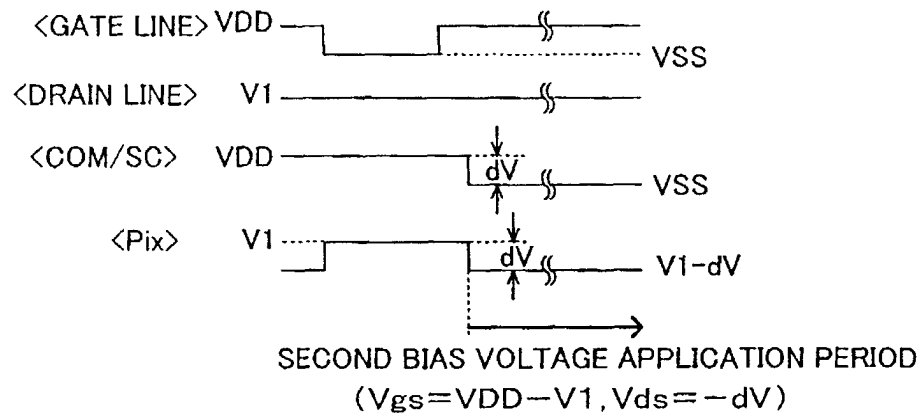 <GATE LINE> VDD
VSS
<DRAIN LINE> V1
<COM/SC> VDD
dV
VSS
<Pix> V1
dV
V1-dV
SECOND BIAS VOLTAGE APPLICATION PERIOD
(Vgs=VDD-V1, Vds=-dV)